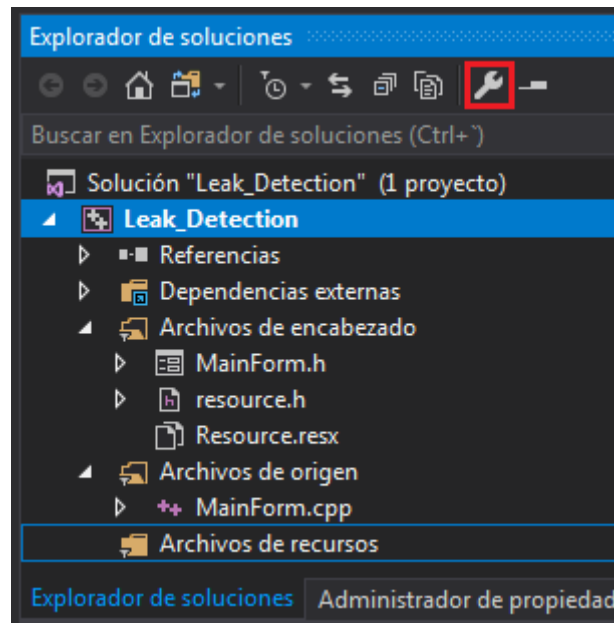 Explorador de soluciones
Buscar en Explorador de soluciones (Ctrl+`)
Solución "Leak_Detection" (1 proyecto)
Leak_Detection
Referencias
Dependencias externas
Archivos de encabezado
MainForm.h
resource.h
Resource.resx
Archivos de origen
MainForm.cpp
Archivos de recursos
Explorador de soluciones Administrador de propiedad